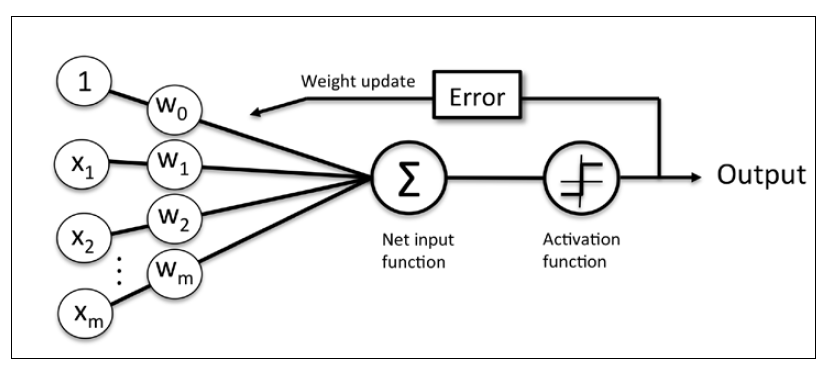 1
w0
Weight update
Error
x1
w1
Σ
Output
x2
w2
Net input
function
Activation
function
⋮
wm
xm